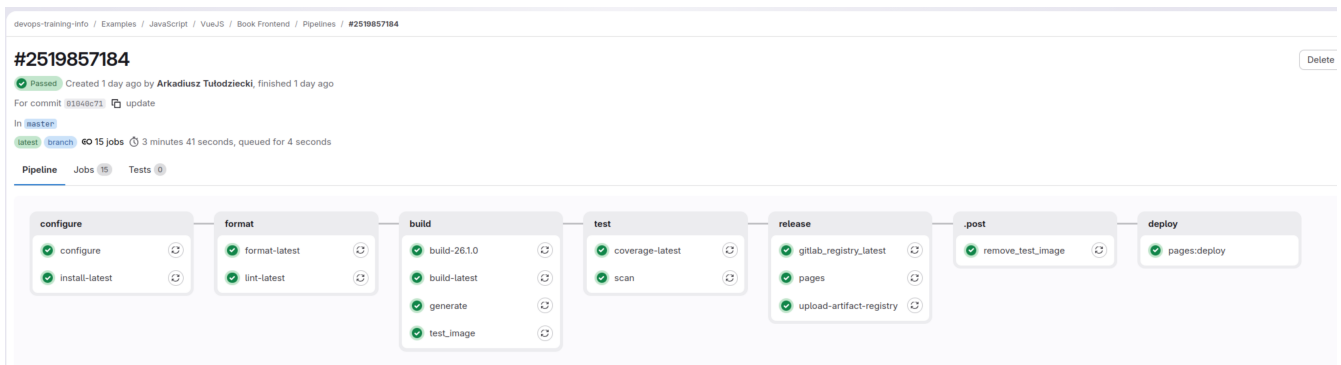 devops-training-info / Examples / JavaScript / VueJS / Book Frontend / Pipelines / #2519857184
#2519857184
Delete
Passed Created 1 day ago by Arkadiusz Tułodziecki, finished 1 day ago
For commit 01040c71 update
In master
latest branch 15 jobs 3 minutes 41 seconds, queued for 4 seconds
Pipeline Jobs 15 Tests 0
configure
configure
install-latest
format
format-latest
lint-latest
build
build-26.1.0
build-latest
generate
test_image
test
coverage-latest
scan
release
gitlab_registry_latest
pages
upload-artifact-registry
.post
remove_test_image
deploy
pages:deploy